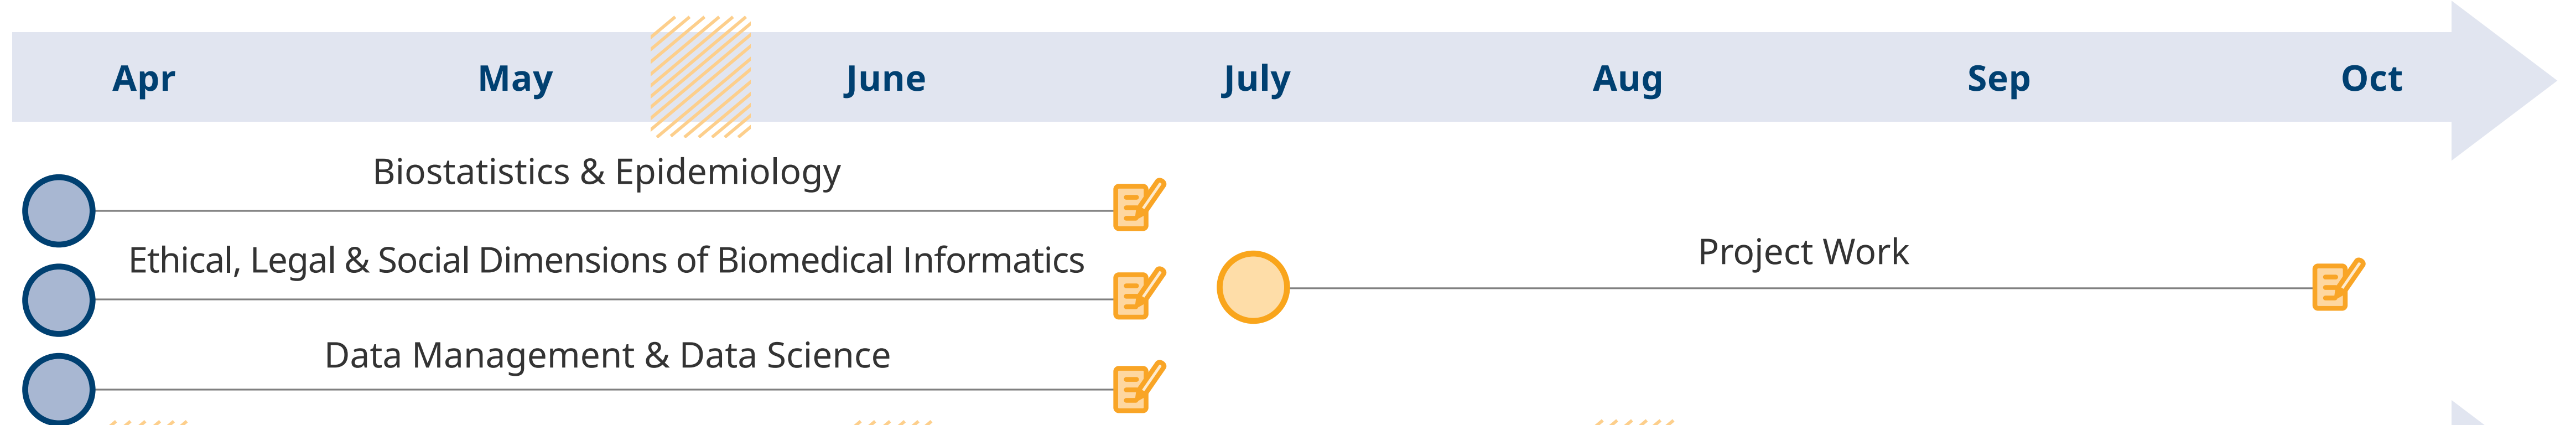 Apr May June July Aug Sep Oct
Biostatistics & Epidemiology
Ethical, Legal & Social Dimensions of Biomedical Informatics
Project Work
Data Management & Data Science